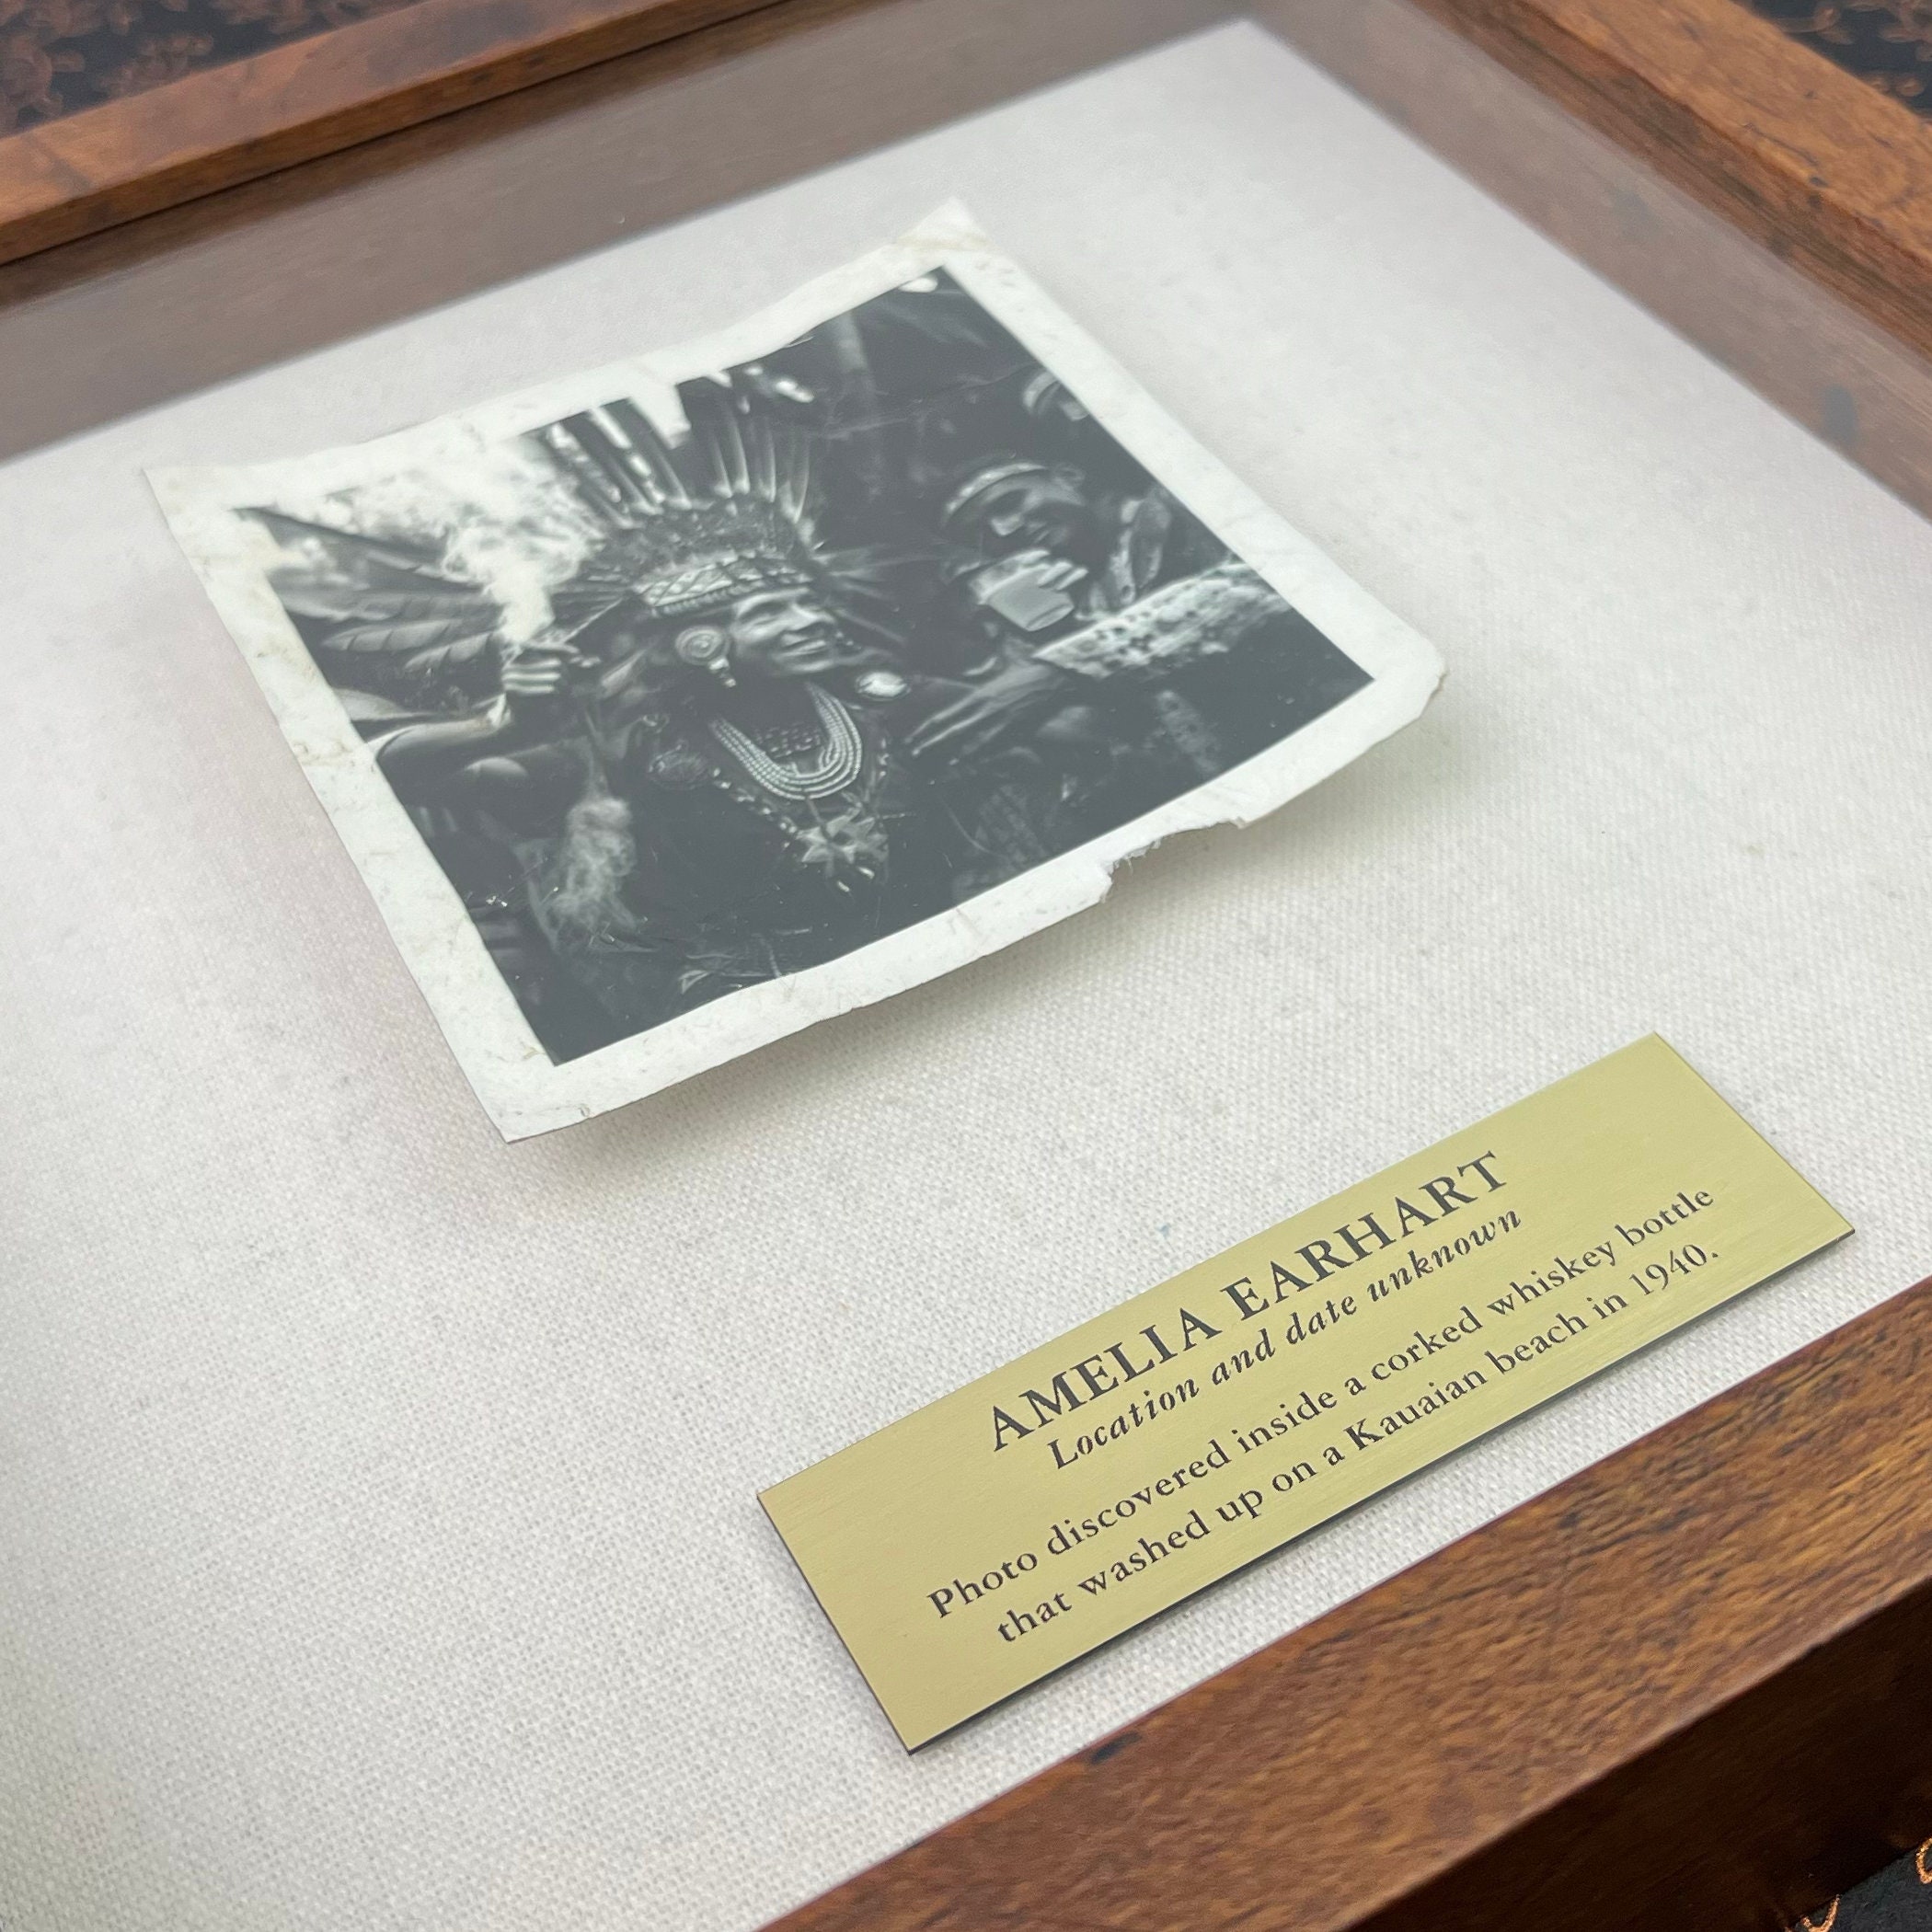 AMELIA EARHART
Location and date unknown
Photo discovered inside a corked whiskey bottle
that washed up on a Kauaian beach in 1940.